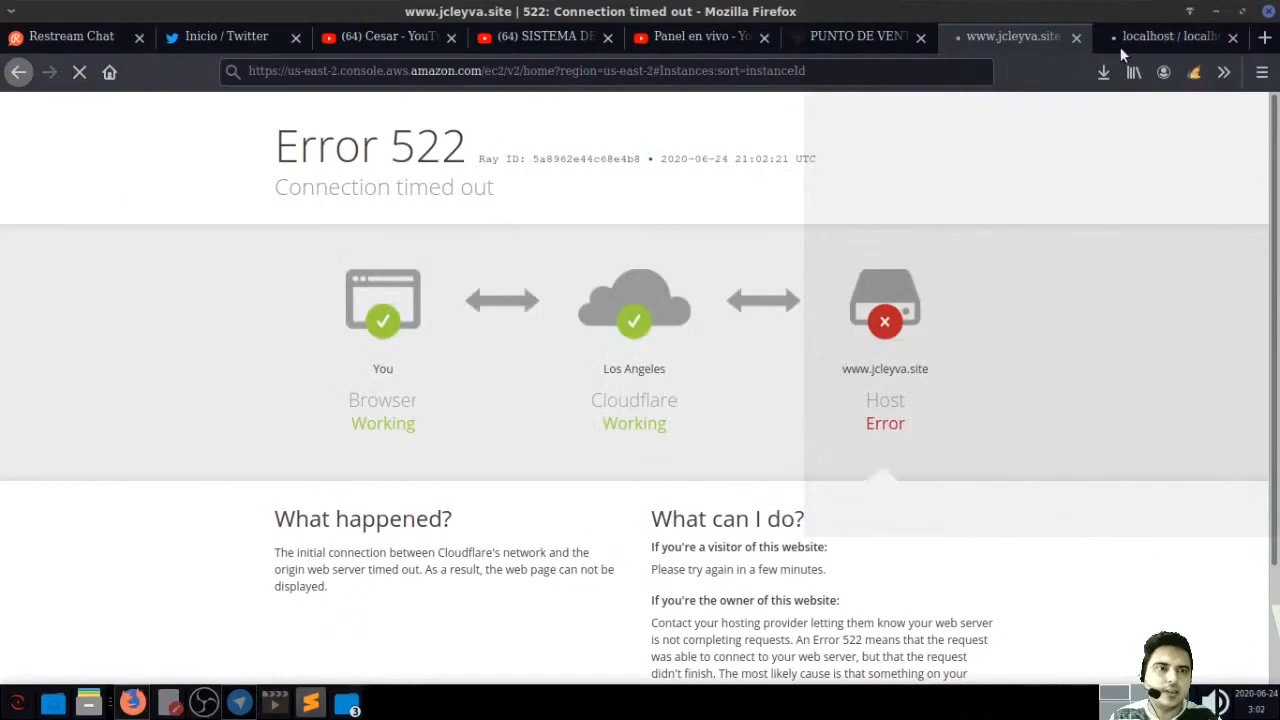 www.jcleyva.site | 522: Connection timed out - Mozilla Firefox
Restream Chat
Inicio / Twitter
(64) Cesar - YouT
(64) SISTEMA DE
Panel en vivo - Yo
PUNTO DE VENT
www.jcleyva.site
localhost / localh
https://us-east-2.console.aws.amazon.com/ec2/v2/home?region=us-east-2#Instances:sort=instanceId
Error 522
Ray ID: 5a8962e44c68e4b8 • 2020-06-24 21:02:21 UTC
Connection timed out
You
Browser
Working
Los Angeles
Cloudflare
Working
www.jcleyva.site
Host
Error
What happened?
The initial connection between Cloudflare's network and the
origin web server timed out. As a result, the web page can not be
displayed.
What can I do?
If you're a visitor of this website:
Please try again in a few minutes.
If you're the owner of this website:
Contact your hosting provider letting them know your web server
is not completing requests. An Error 522 means that the request
was able to connect to your web server, but that the request
didn't finish. The most likely cause is that something on your
3
2020-06-24
3:02